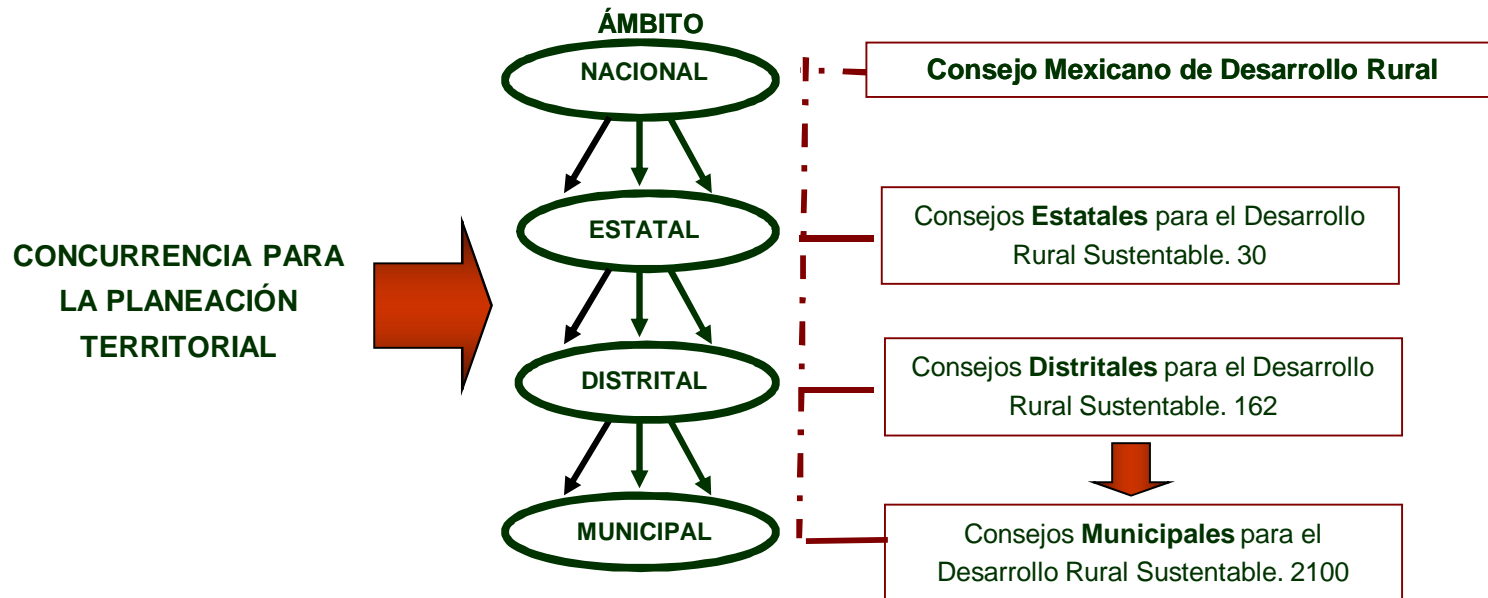 ÁMBITO
NACIONAL
Consejo Mexicano de Desarrollo Rural
ESTATAL
Consejos Estatales para el Desarrollo
Rural Sustentable. 30
CONCURRENCIA PARA
LA PLANEACIÓN
TERRITORIAL
DISTRITAL
Consejos Distritales para el Desarrollo
Rural Sustentable. 162
MUNICIPAL
Consejos Municipales para el
Desarrollo Rural Sustentable. 2100